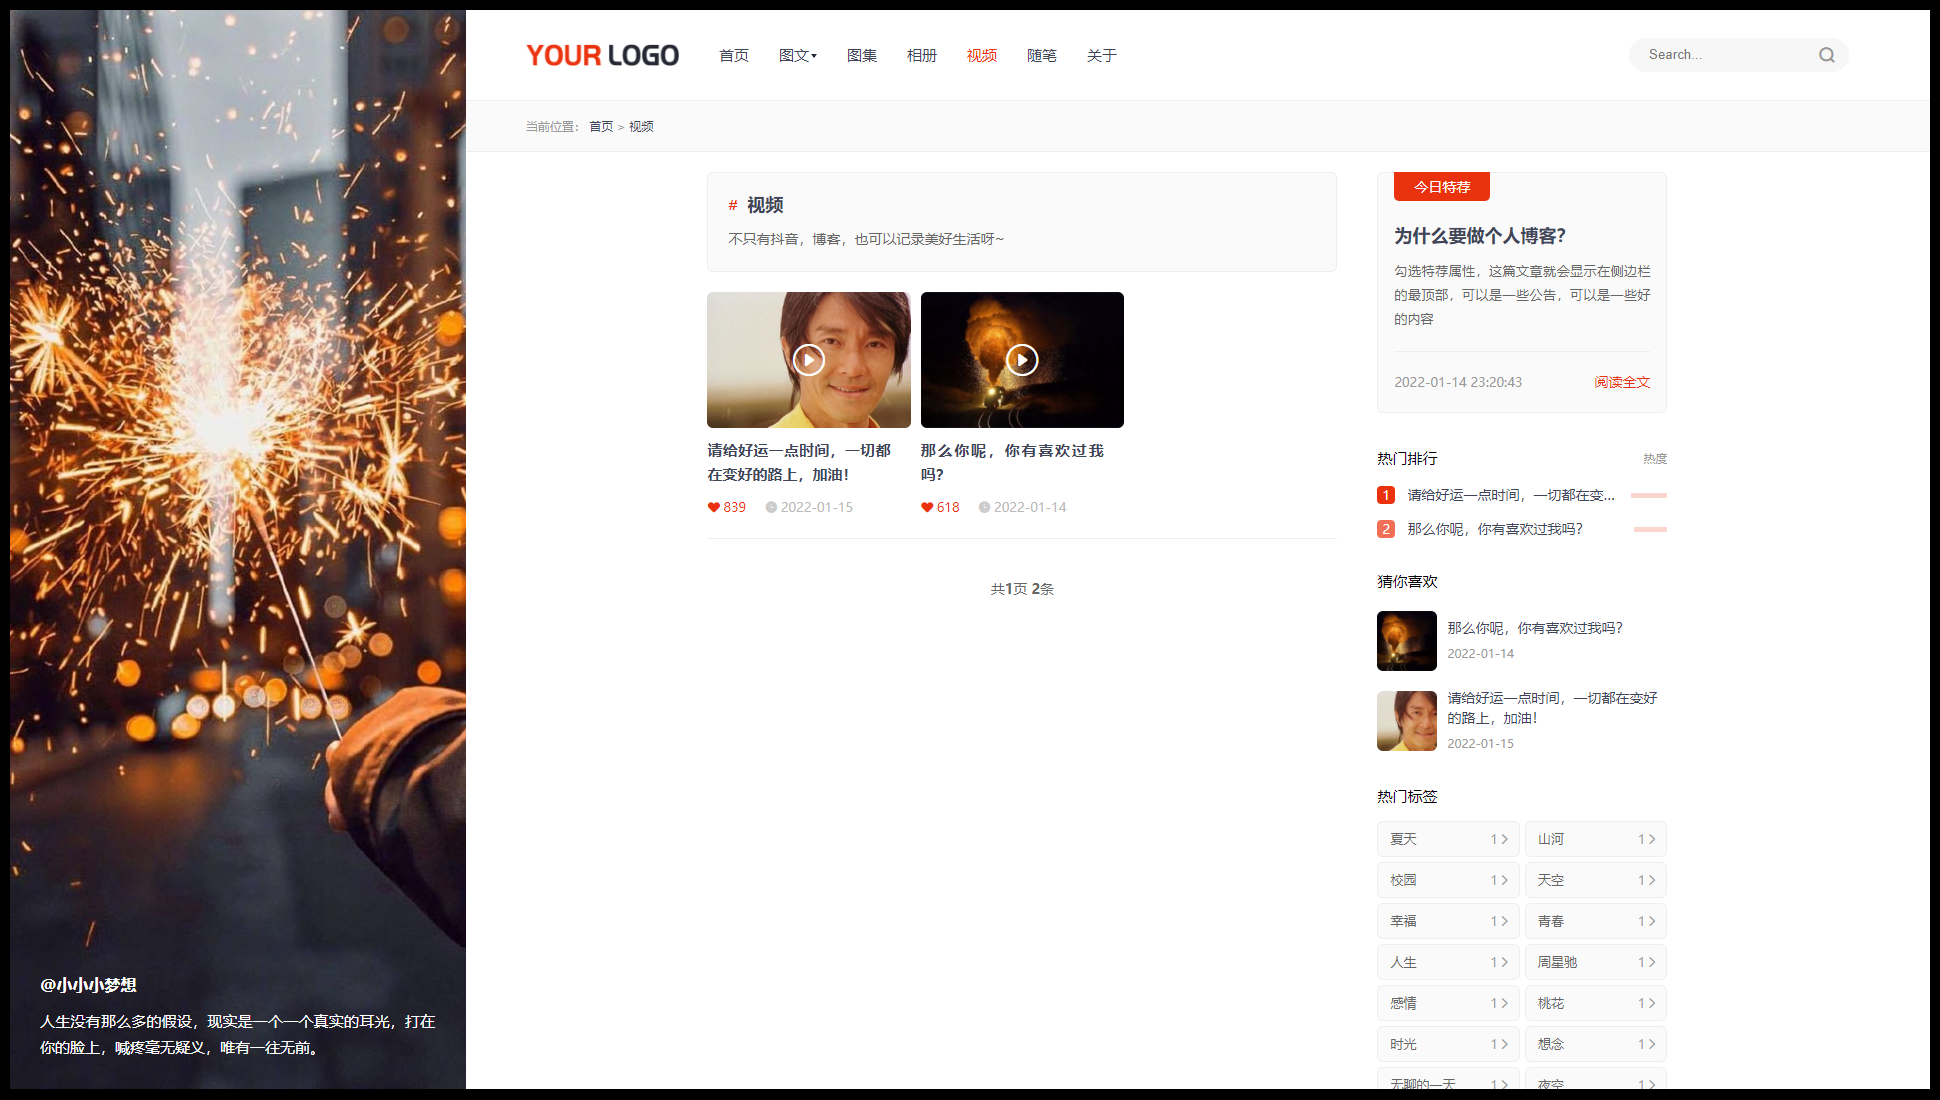 YOUR LOGO
首页 图文 图集 相册 视频 随笔 关于
Search...
当前位置： 首页 > 视频
# 视频
不只有抖音，博客，也可以记录美好生活呀~
请给好运一点时间，一切都
在变好的路上，加油！
839 2022-01-15
那么你呢，你有喜欢过我
吗？
618 2022-01-14
共1页 2条
今日特荐
为什么要做个人博客？
勾选特荐属性，这篇文章就会显示在侧边栏
的最顶部，可以是一些公告，可以是一些好
的内容
2022-01-14 23:20:43 阅读全文
热门排行 热度
1 请给好运一点时间，一切都在变...
2 那么你呢，你有喜欢过我吗？
猜你喜欢
那么你呢，你有喜欢过我吗？
2022-01-14
请给好运一点时间，一切都在变好
的路上，加油！
2022-01-15
热门标签
夏天 1 山河 1
校园 1 天空 1
幸福 1 青春 1
人生 1 周星驰 1
感情 1 桃花 1
时光 1 想念 1
无聊的一天 1 夜空 1
@小小小梦想
人生没有那么多的假设，现实是一个一个真实的耳光，打在
你的脸上，喊疼毫无疑义，唯有一往无前。